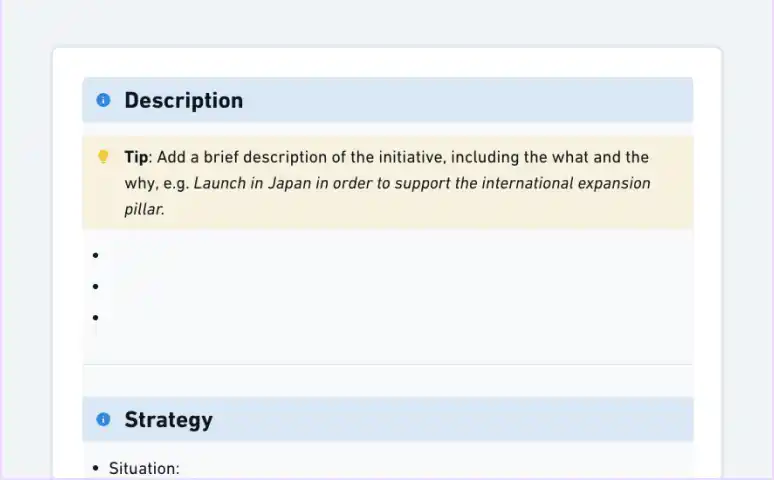 Description
Tip: Add a brief description of the initiative, including the what and the
why, e.g. Launch in Japan in order to support the international expansion
pillar.
Strategy
• Situation: